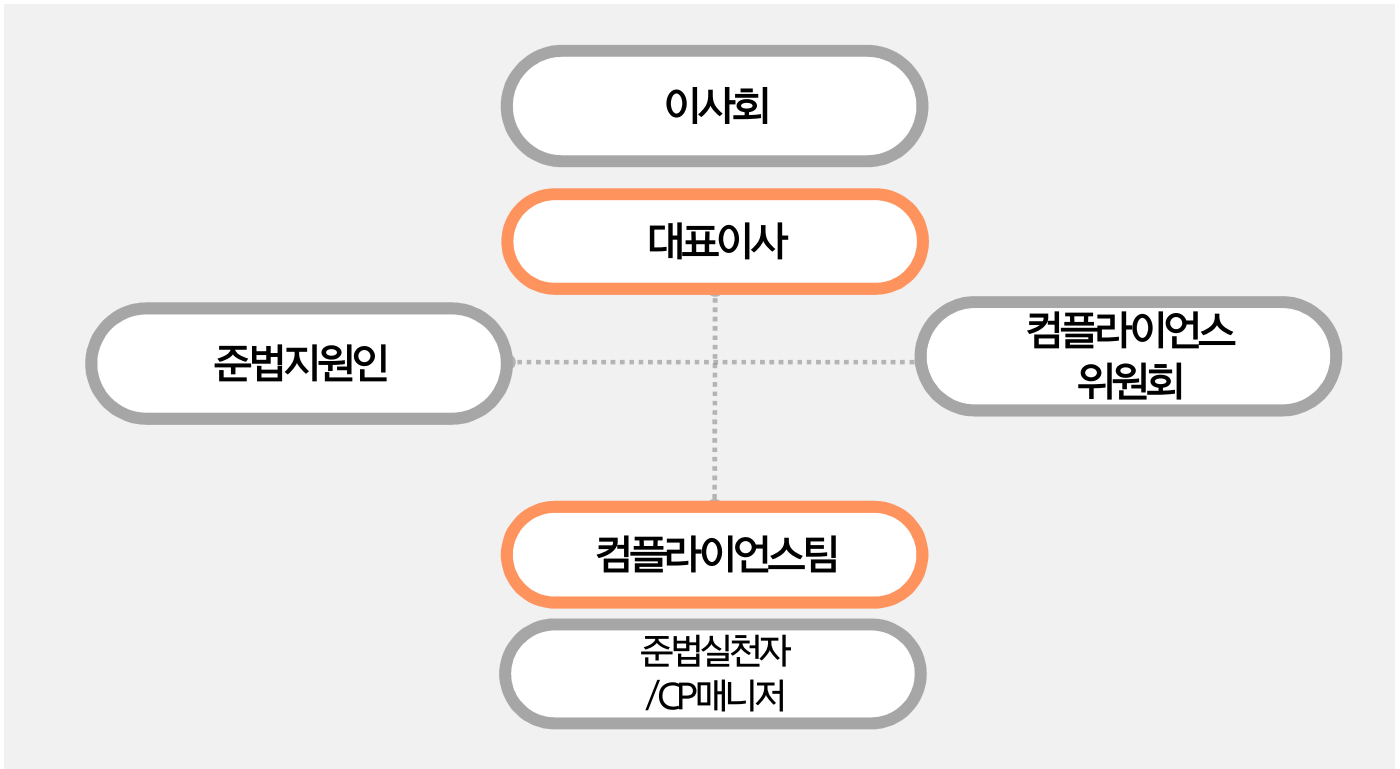 이사회
대표이사
준법지원인
컴플라이언스
위원회
컴플라이언스팀
준법실천자
/CP매니저